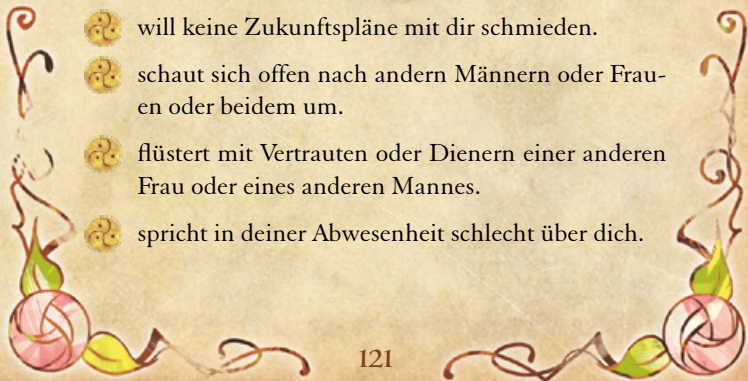 will keine Zukunftspläne mit dir schmieden.
schaut sich offen nach andern Männern oder Frau-
en oder beidem um.
flüstert mit Vertrauten oder Dienern einer anderen
Frau oder eines anderen Mannes.
spricht in deiner Abwesenheit schlecht über dich.
121